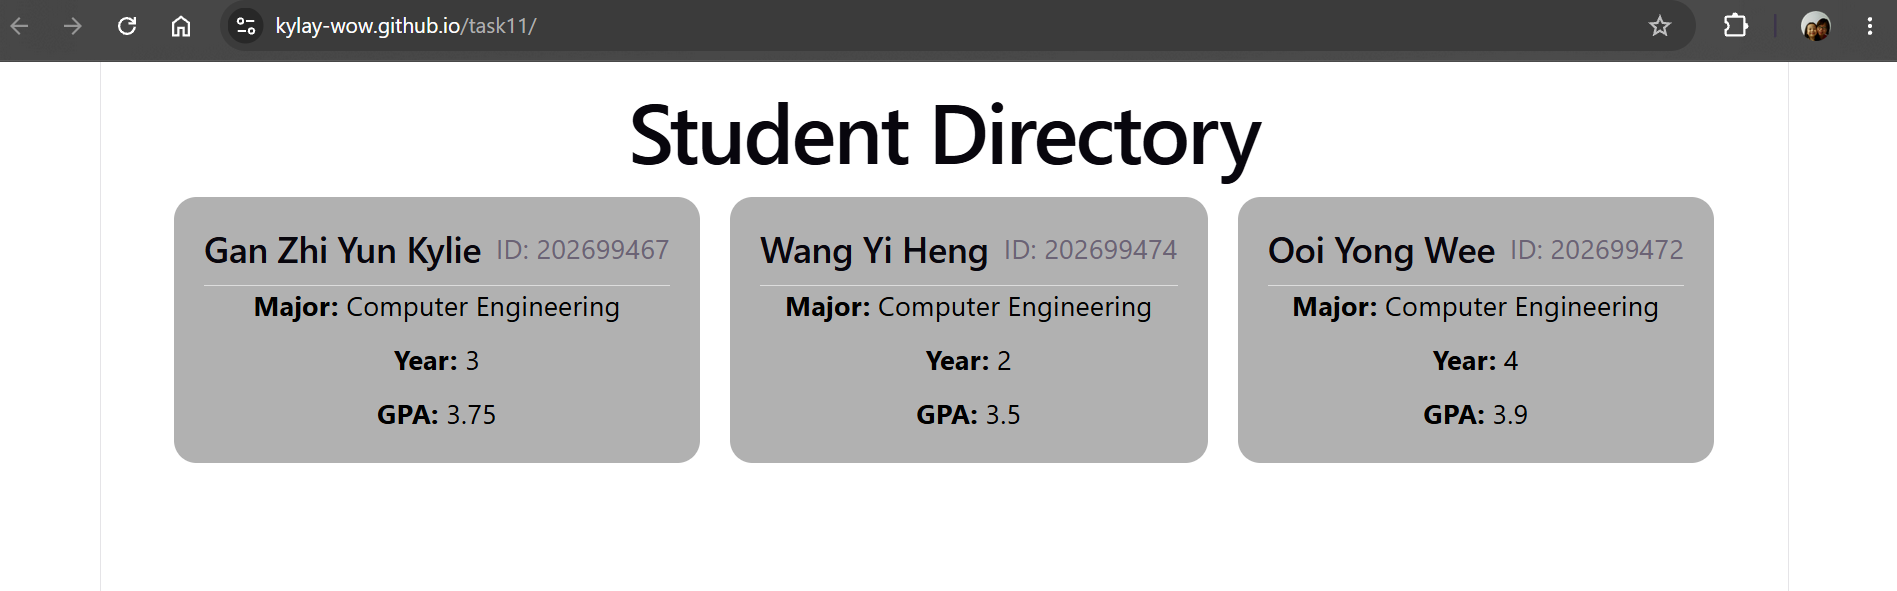 kylay-wow.github.io/task11/
Student Directory
Gan Zhi Yun Kylie ID: 202699467
Major: Computer Engineering
Year: 3
GPA: 3.75
Wang Yi Heng ID: 202699474
Major: Computer Engineering
Year: 2
GPA: 3.5
Ooi Yong Wee ID: 202699472
Major: Computer Engineering
Year: 4
GPA: 3.9